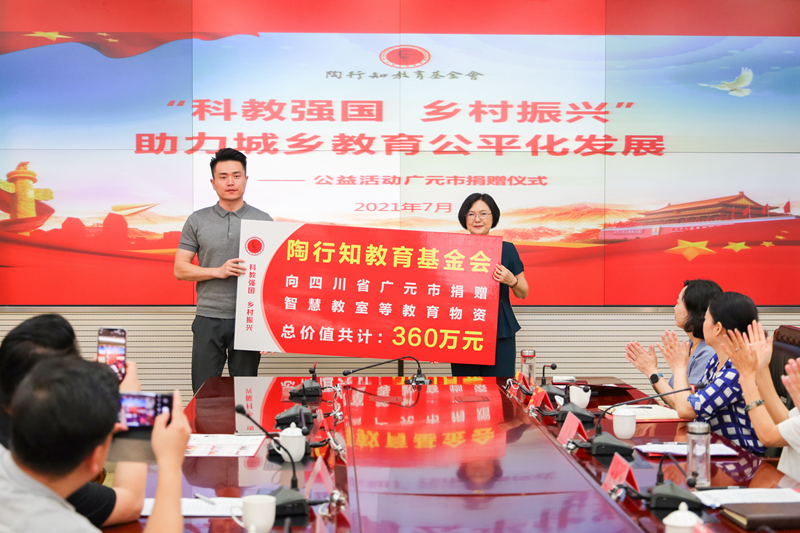 陶行知教育基金會
“科教强国 乡村振兴”
助力城乡教育公平化发展
—— 公益活动广元市捐赠仪式
2021年7月
科教强国 乡村振兴
陶行知教育基金会
向四川省广元市捐赠
智慧教室等教育物资
总价值共计：360万元